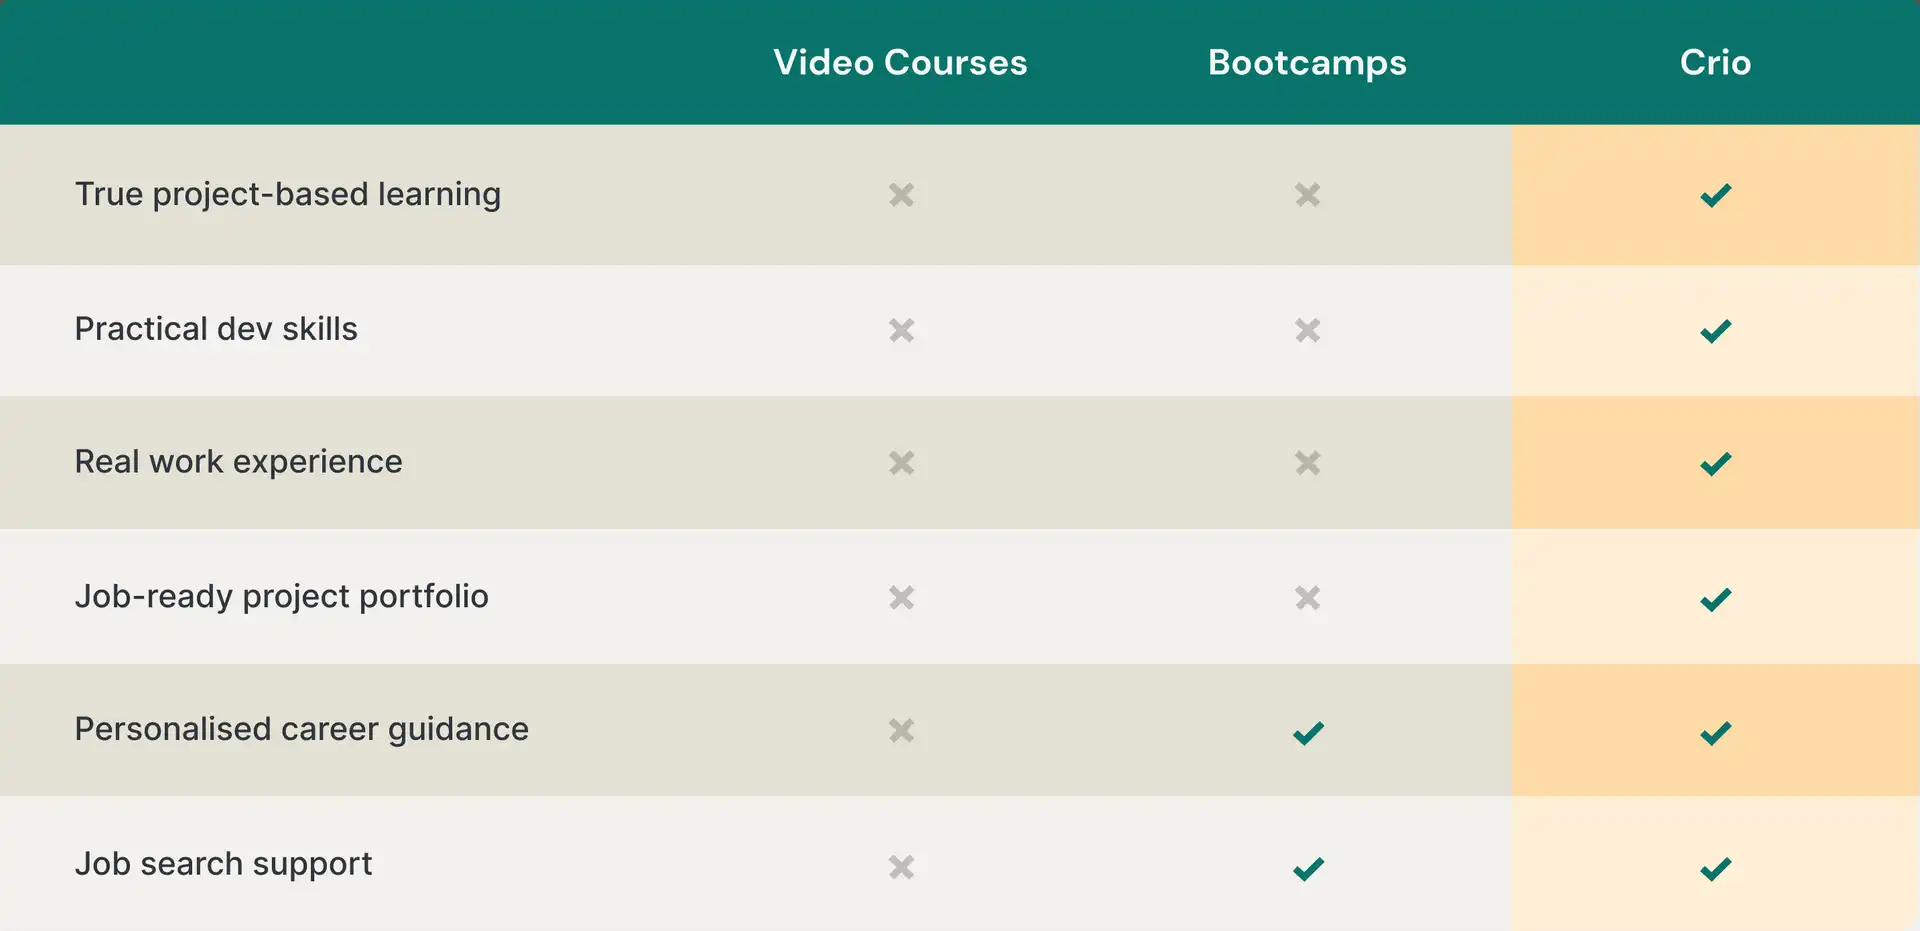 Video Courses Bootcamps Crio
True project-based learning
Practical dev skills
Real work experience
Job-ready project portfolio
Personalised career guidance
Job search support